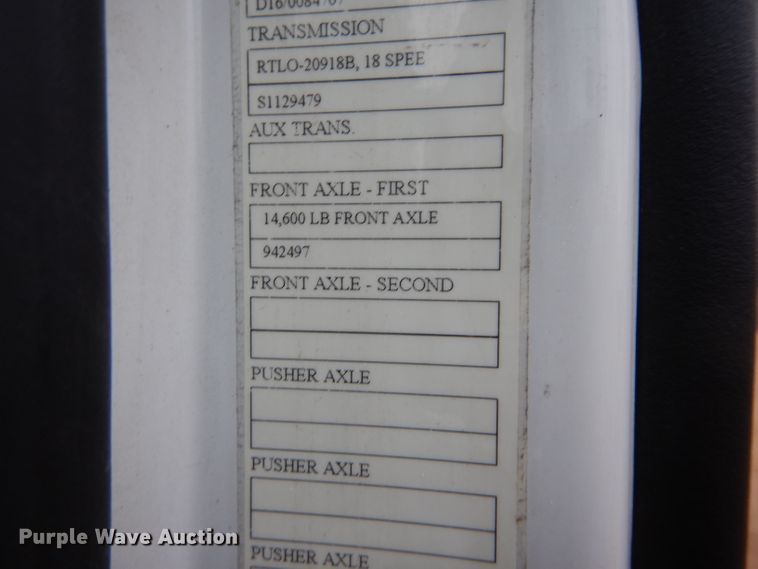 TRANSMISSION
RTLO-20918B, 18 SPEE
S1129479
AUX TRANS.
FRONT AXLE - FIRST
14,600 LB FRONT AXLE
942497
FRONT AXLE - SECOND
PUSHER AXLE
PUSHER AXLE
PUSHER AXLE
Purple Wave Auction